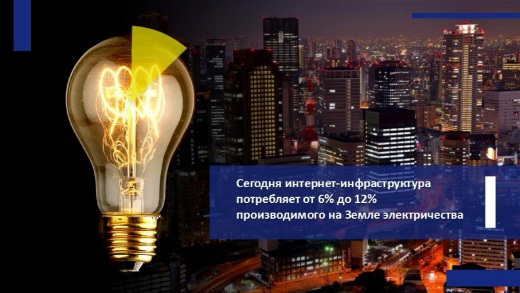 Сегодня интернет-инфраструктура
потребляет от 6% до 12%
производимого на Земле электричества